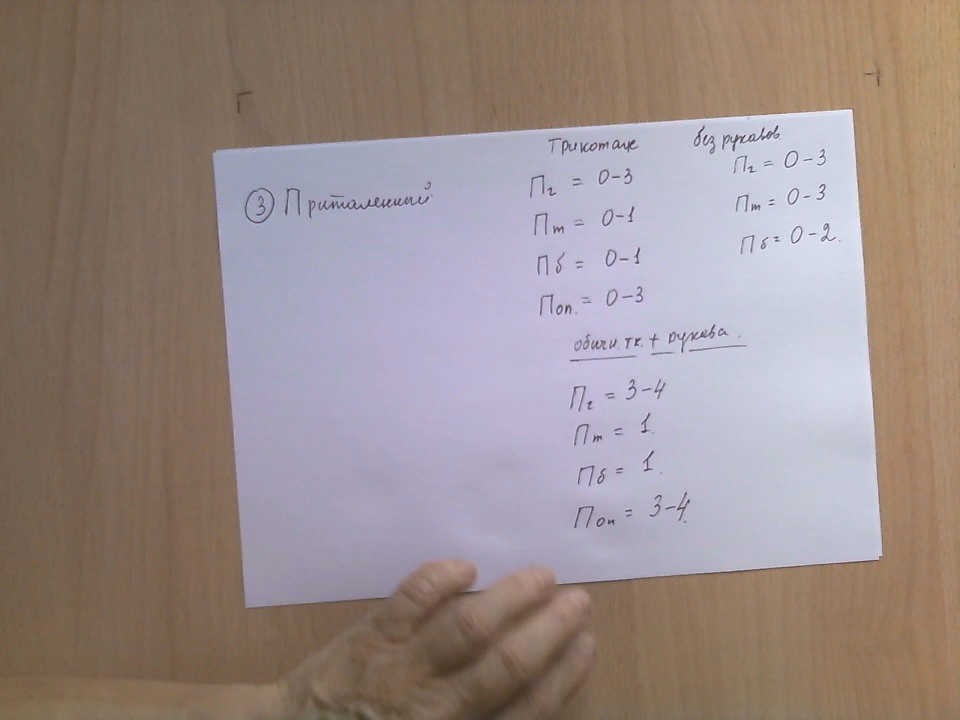 ③ Приталенный
Трикотаж
Пг = 0-3
Пт = 0-1
Пб = 0-1
Поп. = 0-3
без рукавов
Пг = 0-3
Пт = 0-3
Пб = 0-2.
обычн. тк. + рукава.
Пг = 3-4
Пт = 1.
Пб = 1.
Поп = 3-4.